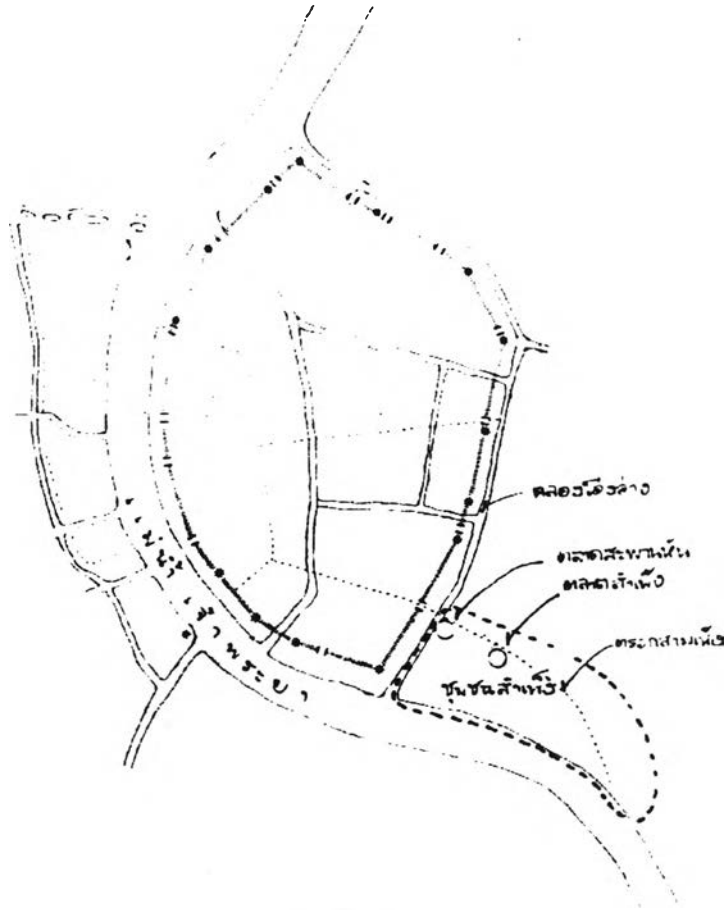 คลองโอ่งอ่าง
ตลาดสะพานหัน
ตลาดสำเพ็ง
ตรอกสามเพ็ง
ชุมชนสำเพ็ง
แม่น้ำเจ้าพระยา